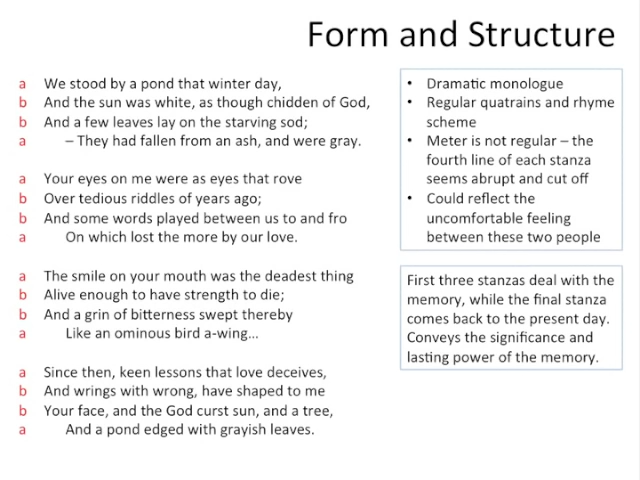 Form and Structure
a We stood by a pond that winter day,
b And the sun was white, as though chidden of God,
b And a few leaves lay on the starving sod;
a – They had fallen from an ash, and were gray.
a Your eyes on me were as eyes that rove
b Over tedious riddles of years ago;
b And some words played between us to and fro
a On which lost the more by our love.
a The smile on your mouth was the deadest thing
b Alive enough to have strength to die;
b And a grin of bitterness swept thereby
a Like an ominous bird a-wing…
a Since then, keen lessons that love deceives,
b And wrings with wrong, have shaped to me
b Your face, and the God curst sun, and a tree,
a And a pond edged with grayish leaves.
• Dramatic monologue
• Regular quatrains and rhyme
scheme
• Meter is not regular – the
fourth line of each stanza
seems abrupt and cut off
• Could reflect the
uncomfortable feeling
between these two people
First three stanzas deal with the
memory, while the final stanza
comes back to the present day.
Conveys the significance and
lasting power of the memory.